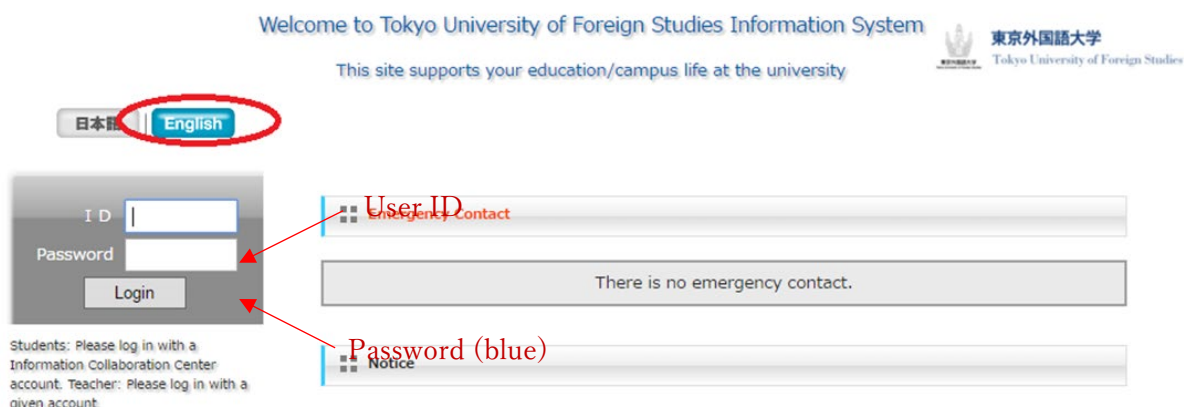 Welcome to Tokyo University of Foreign Studies Information System
This site supports your education/campus life at the university
東京外国語大学
Tokyo University of Foreign Studies
日本語 | English
ID
Password
Login
Students: Please log in with a
Information Collaboration Center
account. Teacher: Please log in with a
given account
User ID
Emergency Contact
There is no emergency contact.
Password (blue)
Notice